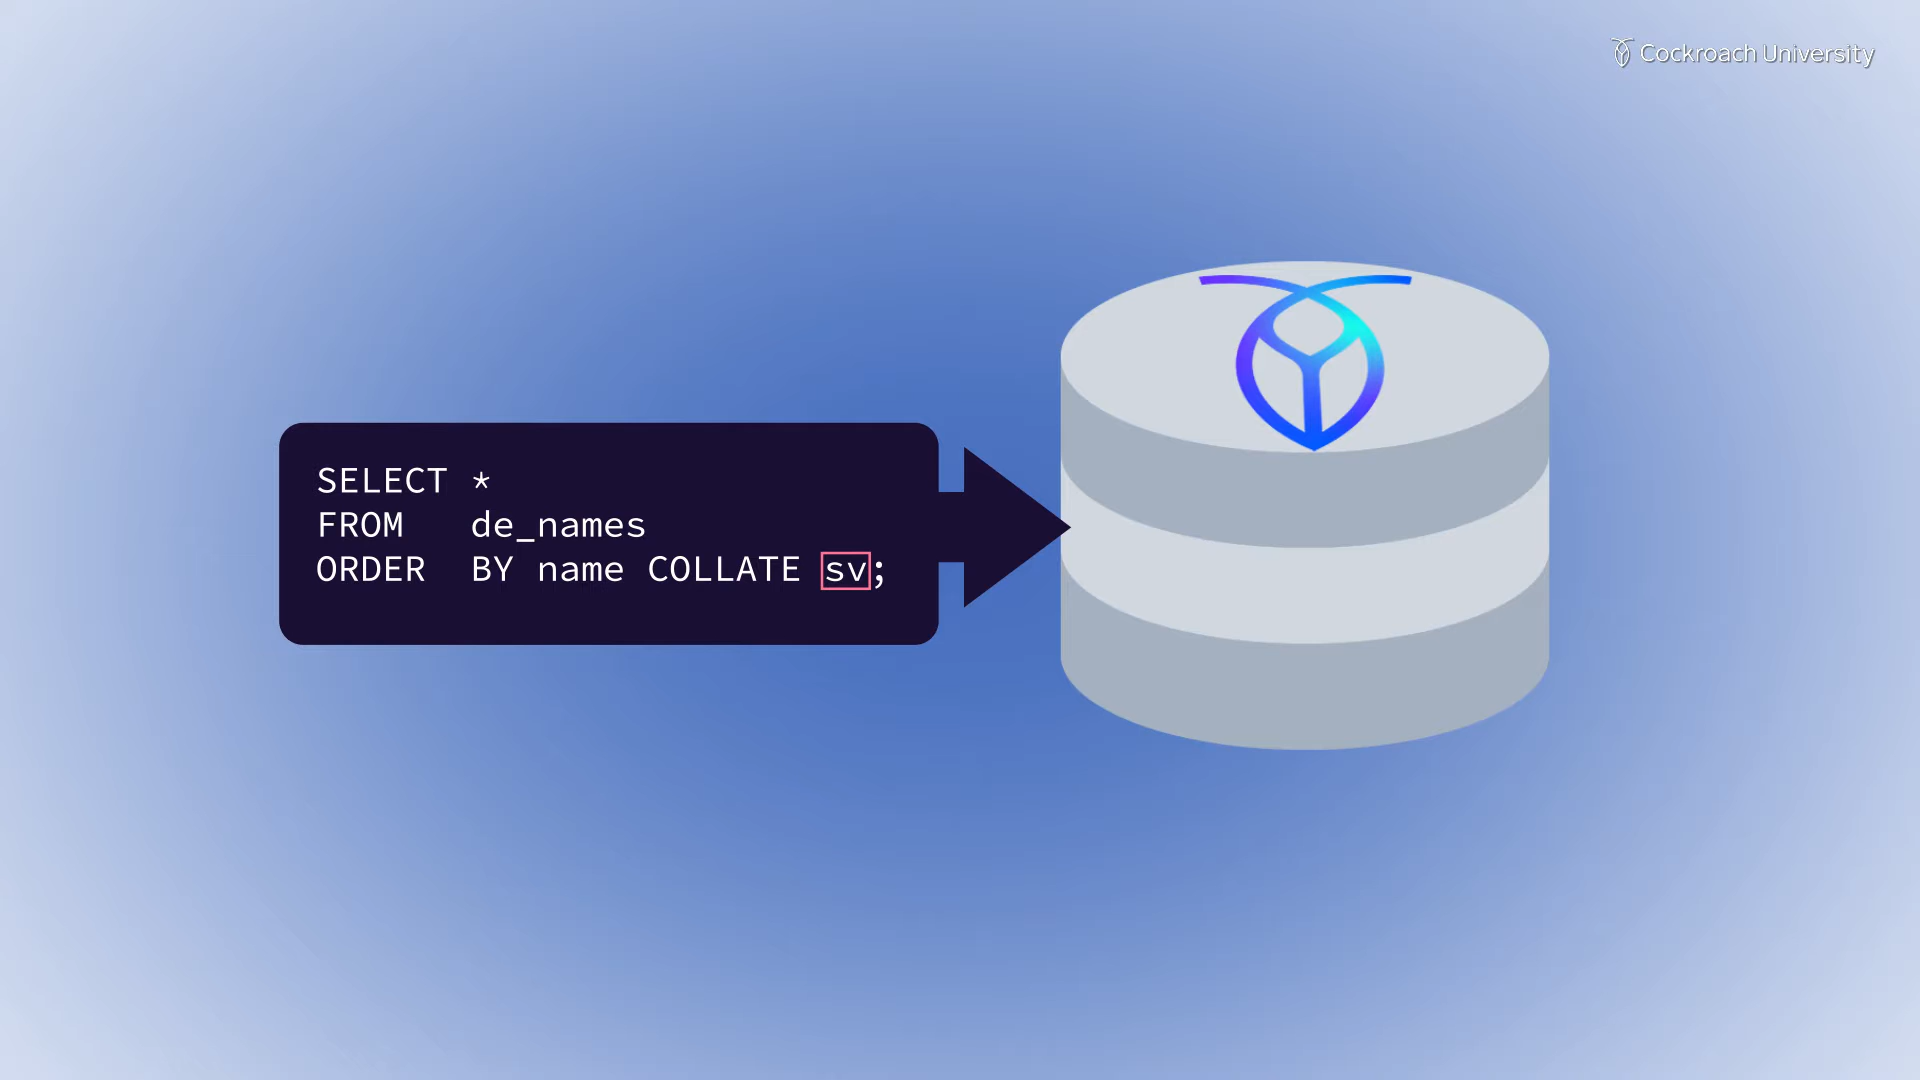 Cockroach University
SELECT *
FROM   de_names
ORDER  BY name COLLATE sv;